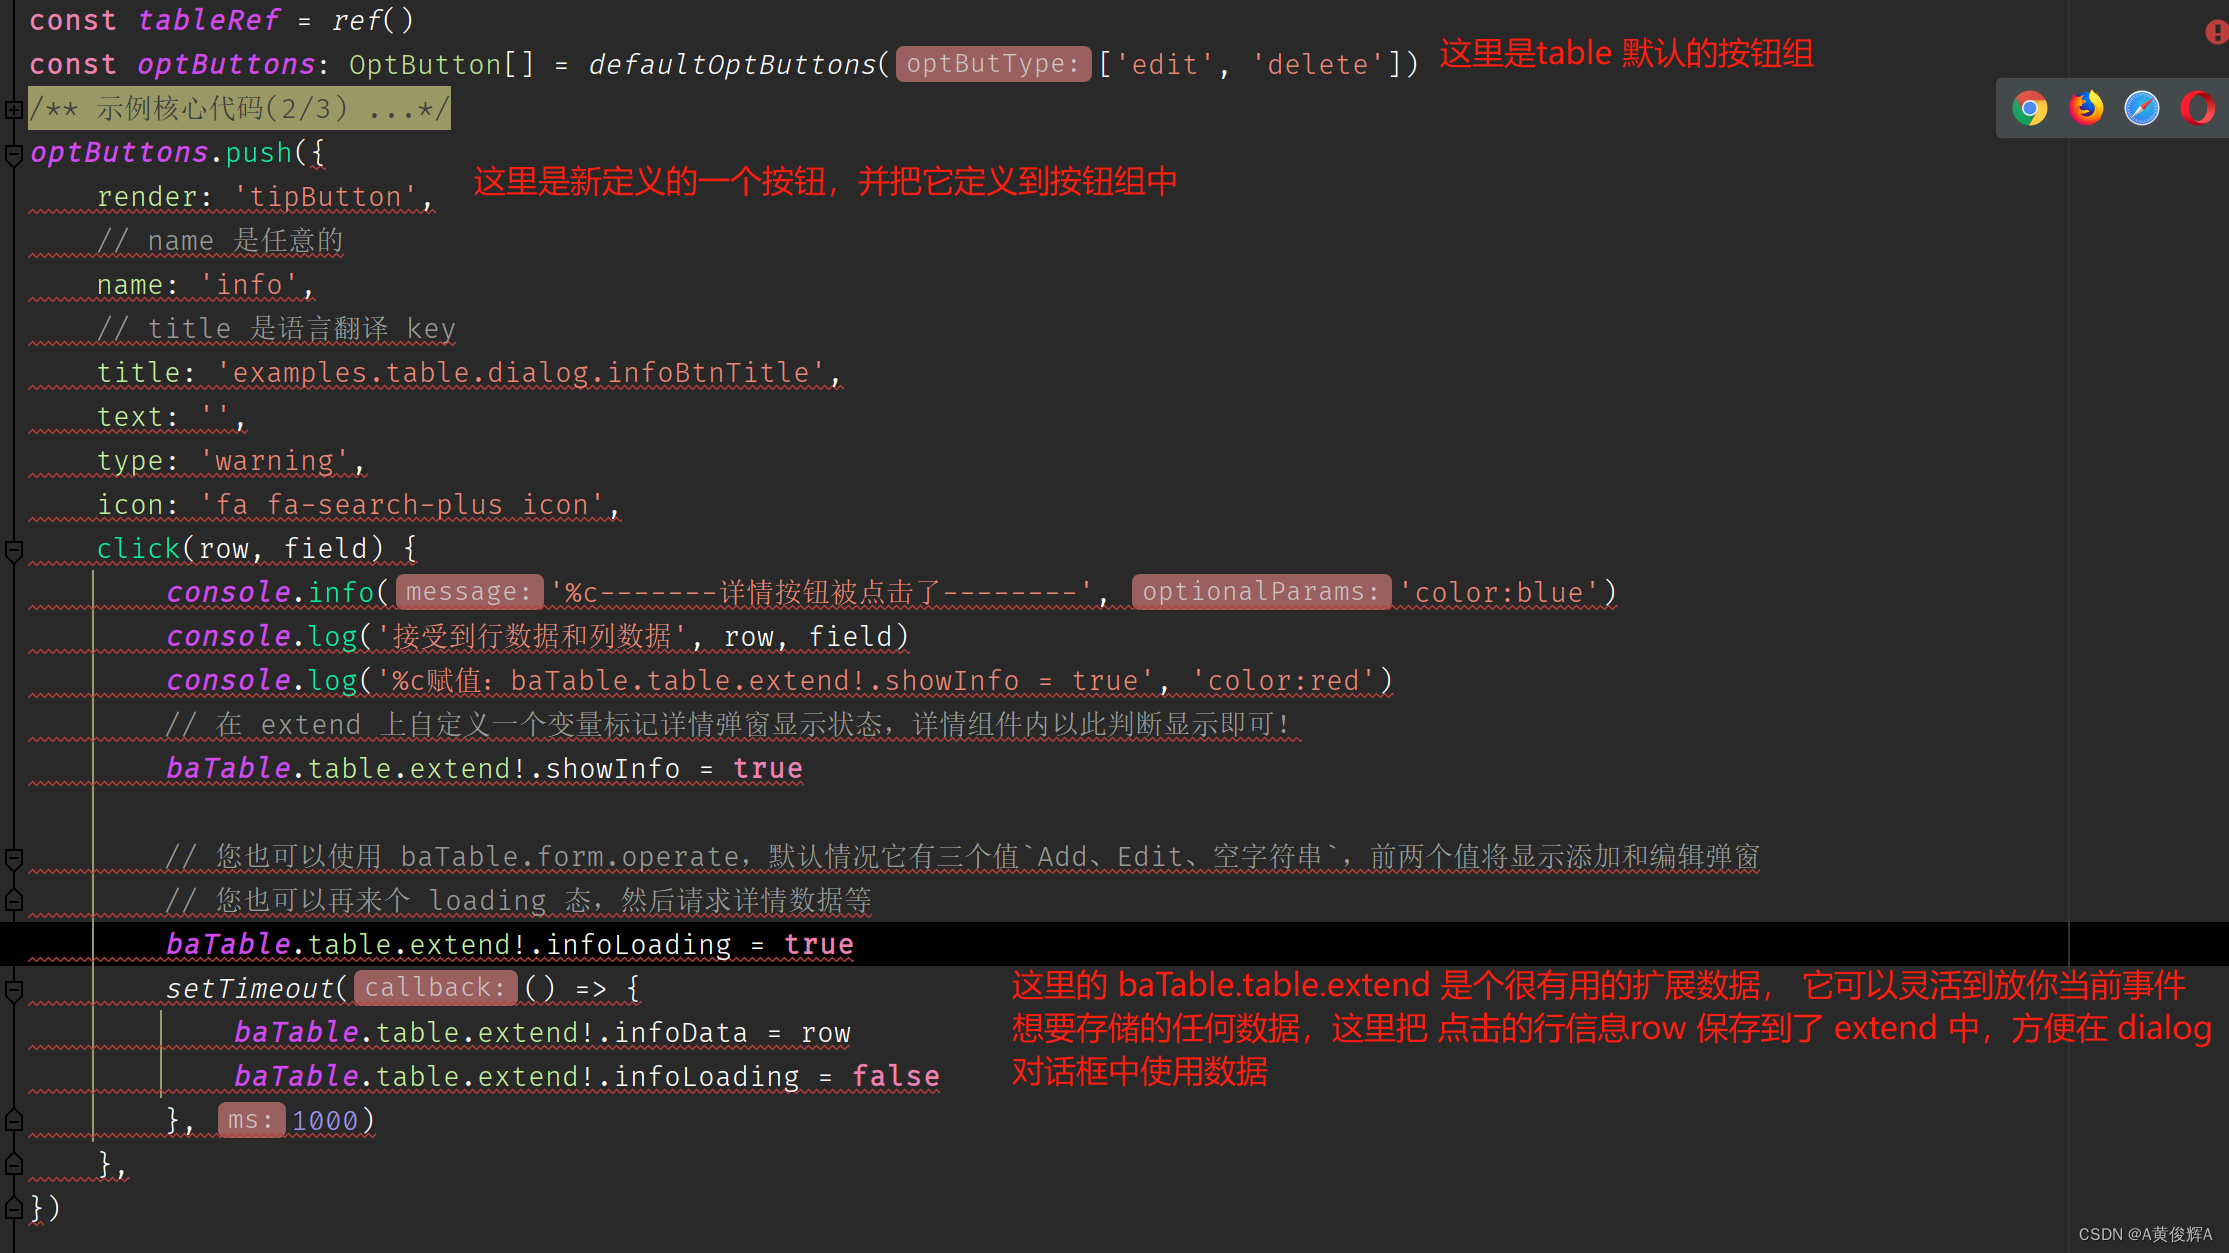 const tableRef = ref()
const optButtons: OptButton[] = defaultOptButtons( optButType: ['edit', 'delete']) 这里是table 默认的按钮组
/** 示例核心代码(2/3) ...*/
optButtons.push({
render: 'tipButton', 这里是新定义的一个按钮，并把它定义到按钮组中
// name 是任意的
name: 'info',
// title 是语言翻译 key
title: 'examples.table.dialog.infoBtnTitle',
text: '',
type: 'warning',
icon: 'fa fa-search-plus icon',
click(row, field) {
console.info( message: '%c-------详情按钮被点击了--------', optionalParams: 'color:blue')
console.log('接受到行数据和列数据', row, field)
console.log('%c赋值：baTable.table.extend!.showInfo = true', 'color:red')
// 在 extend 上自定义一个变量标记详情弹窗显示状态，详情组件内以此判断显示即可！
baTable.table.extend!.showInfo = true
// 您也可以使用 baTable.form.operate，默认情况它有三个值`Add、Edit、空字符串`，前两个值将显示添加和编辑弹窗
// 您也可以再来个 loading 态，然后请求详情数据等
baTable.table.extend!.infoLoading = true
setTimeout( callback: () => {
这里的 baTable.table.extend 是个很有用的扩展数据， 它可以灵活到放你当前事件
想要存储的任何数据，这里把 点击的行信息row 保存到了 extend 中，方便在 dialog
对话框中使用数据
baTable.table.extend!.infoData = row
baTable.table.extend!.infoLoading = false
}, ms: 1000)
},
})
CSDN @A黄俊辉A